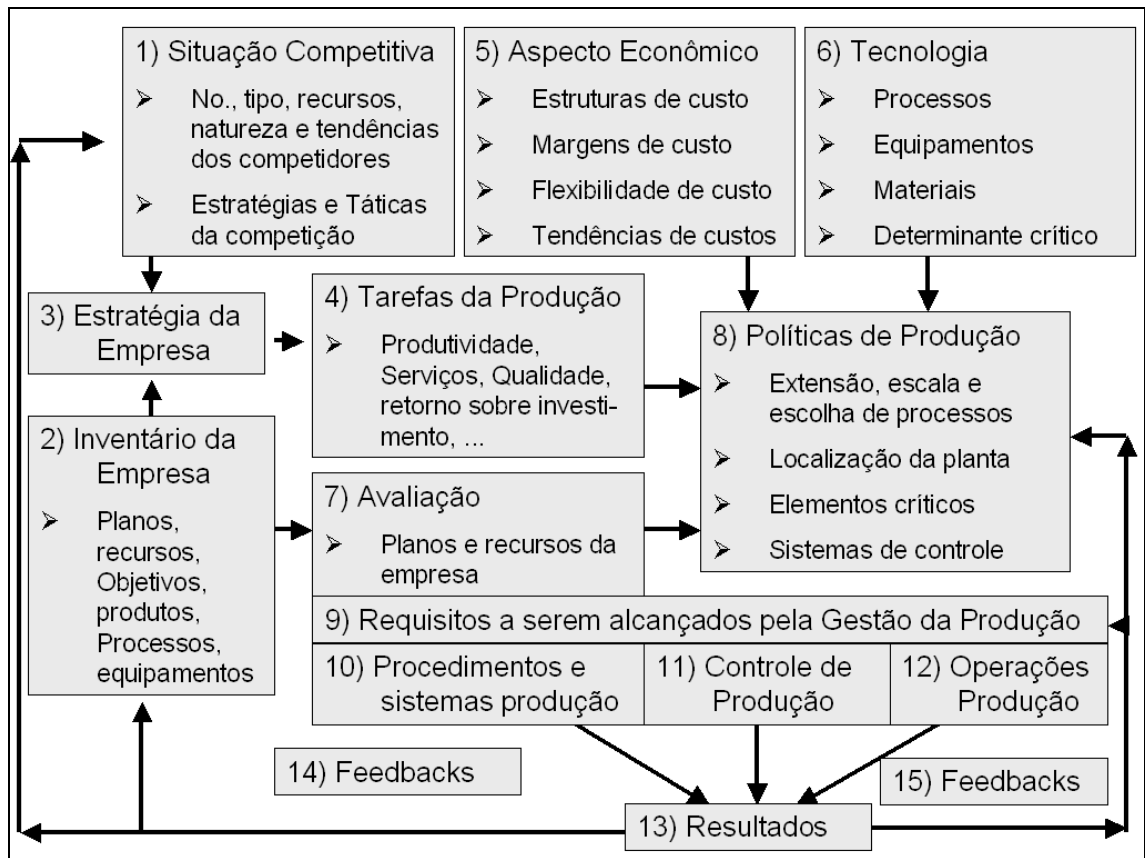 1) Situação Competitiva
➢ No., tipo, recursos,
natureza e tendências
dos competidores
➢ Estratégias e Táticas
da competição
5) Aspecto Econômico
➢ Estruturas de custo
➢ Margens de custo
➢ Flexibilidade de custo
➢ Tendências de custos
6) Tecnologia
➢ Processos
➢ Equipamentos
➢ Materiais
➢ Determinante crítico
3) Estratégia da
Empresa
4) Tarefas da Produção
➢ Produtividade,
Serviços, Qualidade,
retorno sobre investi-
mento, ...
8) Políticas de Produção
➢ Extensão, escala e
escolha de processos
➢ Localização da planta
➢ Elementos críticos
➢ Sistemas de controle
2) Inventário da
Empresa
➢ Planos,
recursos,
Objetivos,
produtos,
Processos,
equipamentos
7) Avaliação
➢ Planos e recursos da
empresa
9) Requisitos a serem alcançados pela Gestão da Produção
10) Procedimentos e
sistemas produção
11) Controle de
Produção
12) Operações
Produção
14) Feedbacks
15) Feedbacks
13) Resultados